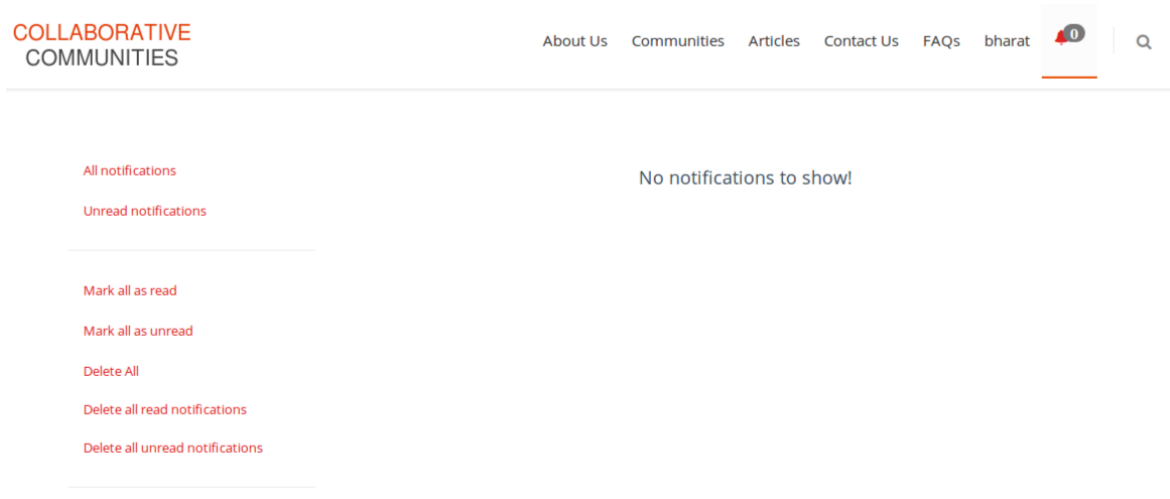 COLLABORATIVE
COMMUNITIES
About Us Communities Articles Contact Us FAQs bharat 0
All notifications
Unread notifications
No notifications to show!
Mark all as read
Mark all as unread
Delete All
Delete all read notifications
Delete all unread notifications